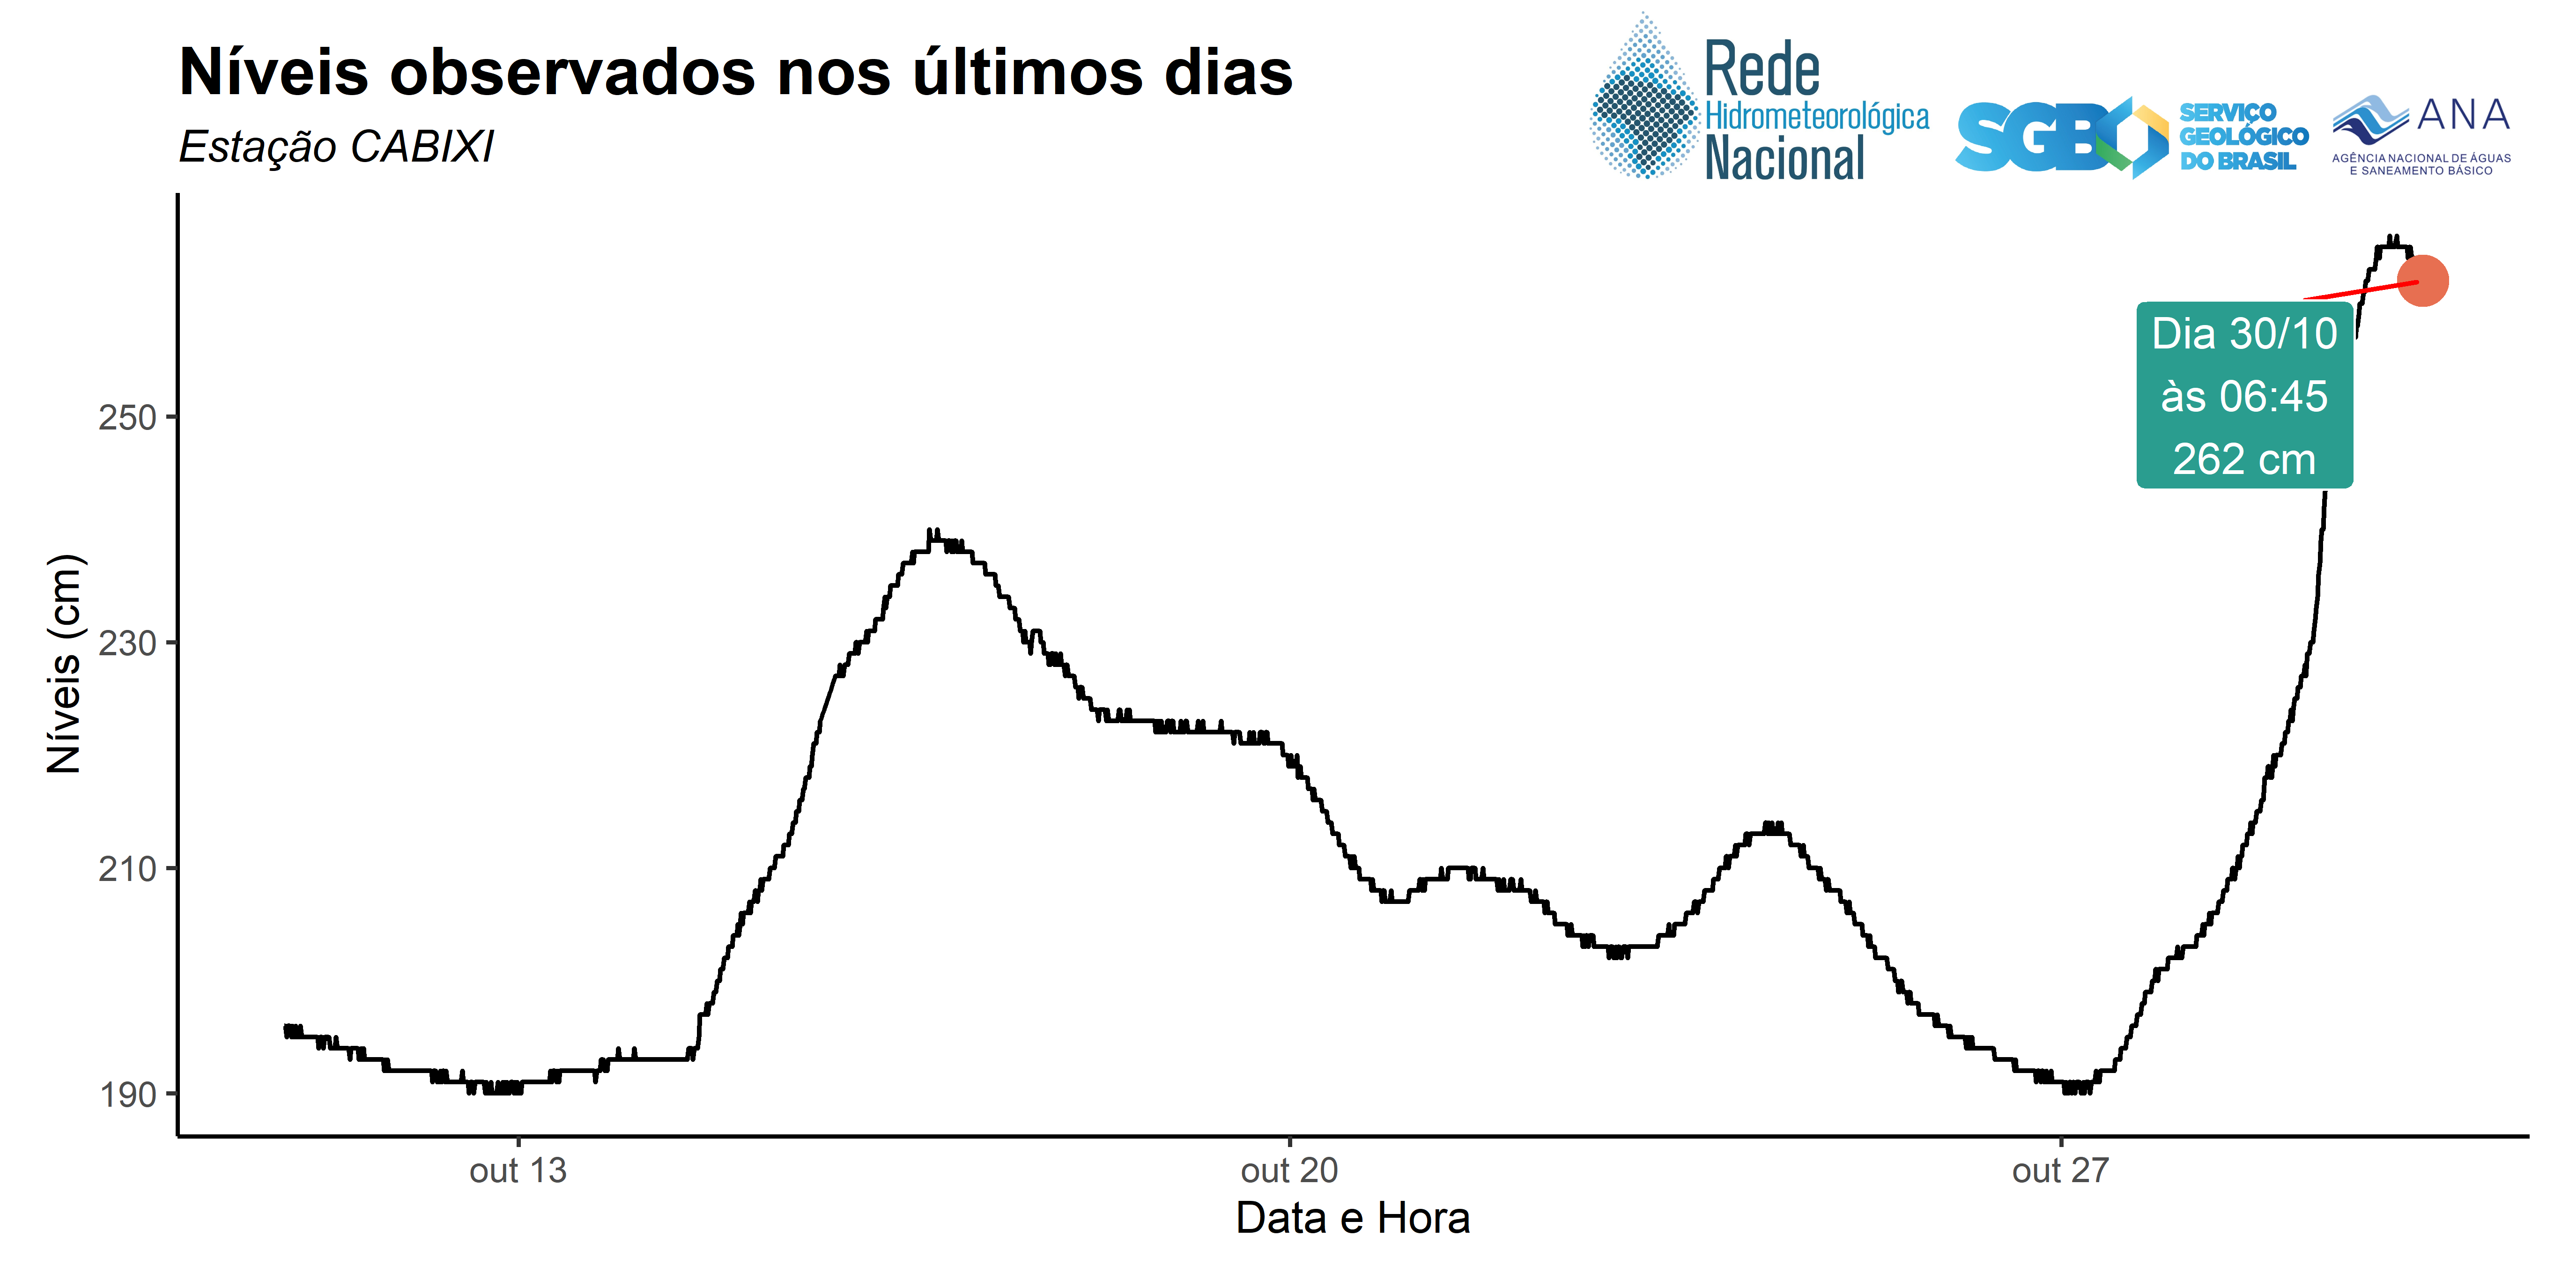 Níveis observados nos últimos dias
Estação CABIXI
Rede
Hidrometeorológica
Nacional
SGB
SERVIÇO
GEOLÓGICO
DO BRASIL
ANA
AGÊNCIA NACIONAL DE ÁGUAS
E SANEAMENTO BÁSICO
Níveis (cm)
250
230
210
190
Dia 30/10
às 06:45
262 cm
out 13
out 20
out 27
Data e Hora